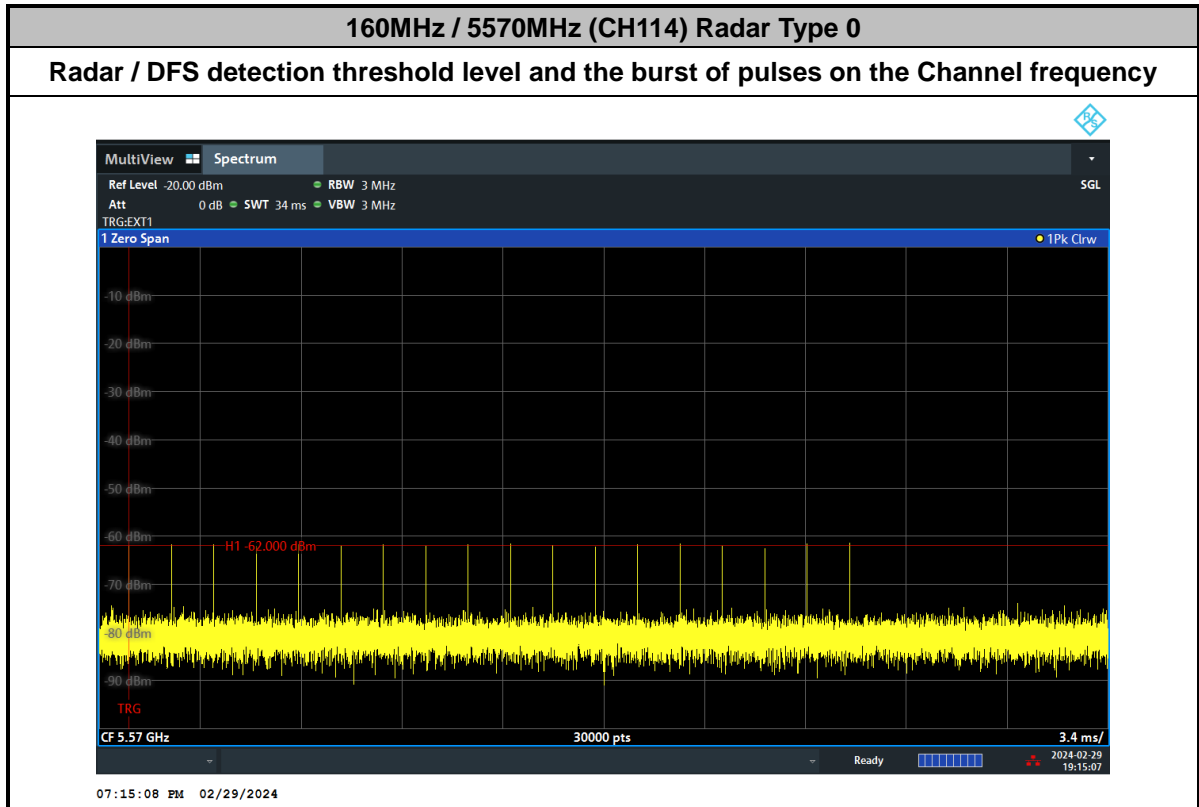 160MHz / 5570MHz (CH114) Radar Type 0
Radar / DFS detection threshold level and the burst of pulses on the Channel frequency
R S
MultiView Spectrum
Ref Level -20.00 dBm RBW 3 MHz SGL
Att 0 dB SWT 34 ms VBW 3 MHz
TRG:EXT1
1 Zero Span 1Pk Clrw
-10 dBm
-20 dBm
-30 dBm
-40 dBm
-50 dBm
-60 dBm
H1 -62.000 dBm
-70 dBm
-80 dBm
-90 dBm
TRG
CF 5.57 GHz 30000 pts 3.4 ms/
Ready 2024-02-29
19:15:07
07:15:08 PM 02/29/2024